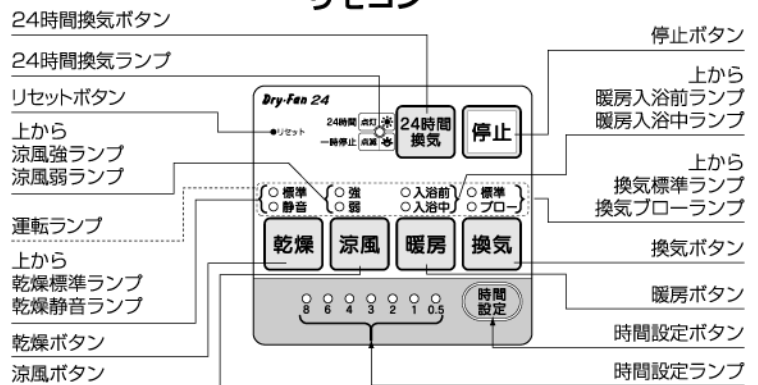 リモコン
24時間換気ボタン
24時間換気ランプ
リセットボタン
上から
涼風強ランプ
涼風弱ランプ
運転ランプ
上から
乾燥標準ランプ
乾燥静音ランプ
乾燥ボタン
涼風ボタン
Dry・Fan 24
24時間 点灯
●リセット
一時停止 点滅
24時間
換気
停止
標準 強 入浴前 標準
静音 弱 入浴中 ブロー
乾燥 涼風 暖房 換気
8 6 4 3 2 1 0.5
時間
設定
停止ボタン
上から
暖房入浴前ランプ
暖房入浴中ランプ
上から
換気標準ランプ
換気ブローランプ
換気ボタン
暖房ボタン
時間設定ボタン
時間設定ランプ